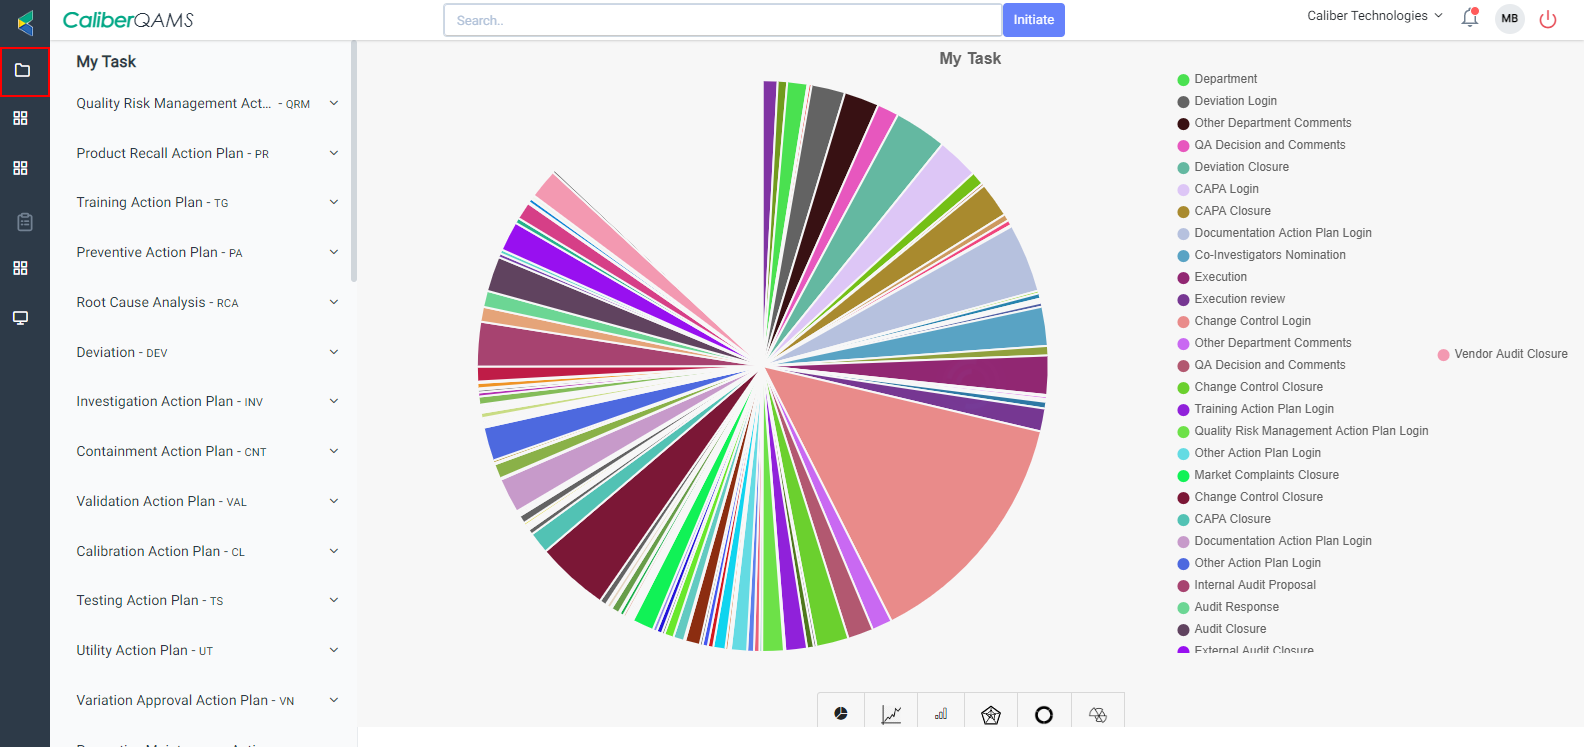 CaliberQAMS
Search..
Initiate
Caliber Technologies
MB
My Task
Quality Risk Management Act... - QRM
Product Recall Action Plan - PR
Training Action Plan - TG
Preventive Action Plan - PA
Root Cause Analysis - RCA
Deviation - DEV
Investigation Action Plan - INV
Containment Action Plan - CNT
Validation Action Plan - VAL
Calibration Action Plan - CL
Testing Action Plan - TS
Utility Action Plan - UT
Variation Approval Action Plan - VN
My Task
Department
Deviation Login
Other Department Comments
QA Decision and Comments
Deviation Closure
CAPA Login
CAPA Closure
Documentation Action Plan Login
Co-Investigators Nomination
Execution
Execution review
Change Control Login
Other Department Comments
QA Decision and Comments
Change Control Closure
Training Action Plan Login
Quality Risk Management Action Plan Login
Other Action Plan Login
Market Complaints Closure
Change Control Closure
CAPA Closure
Documentation Action Plan Login
Other Action Plan Login
Internal Audit Proposal
Audit Response
Audit Closure
External Audit Closure
Vendor Audit Closure